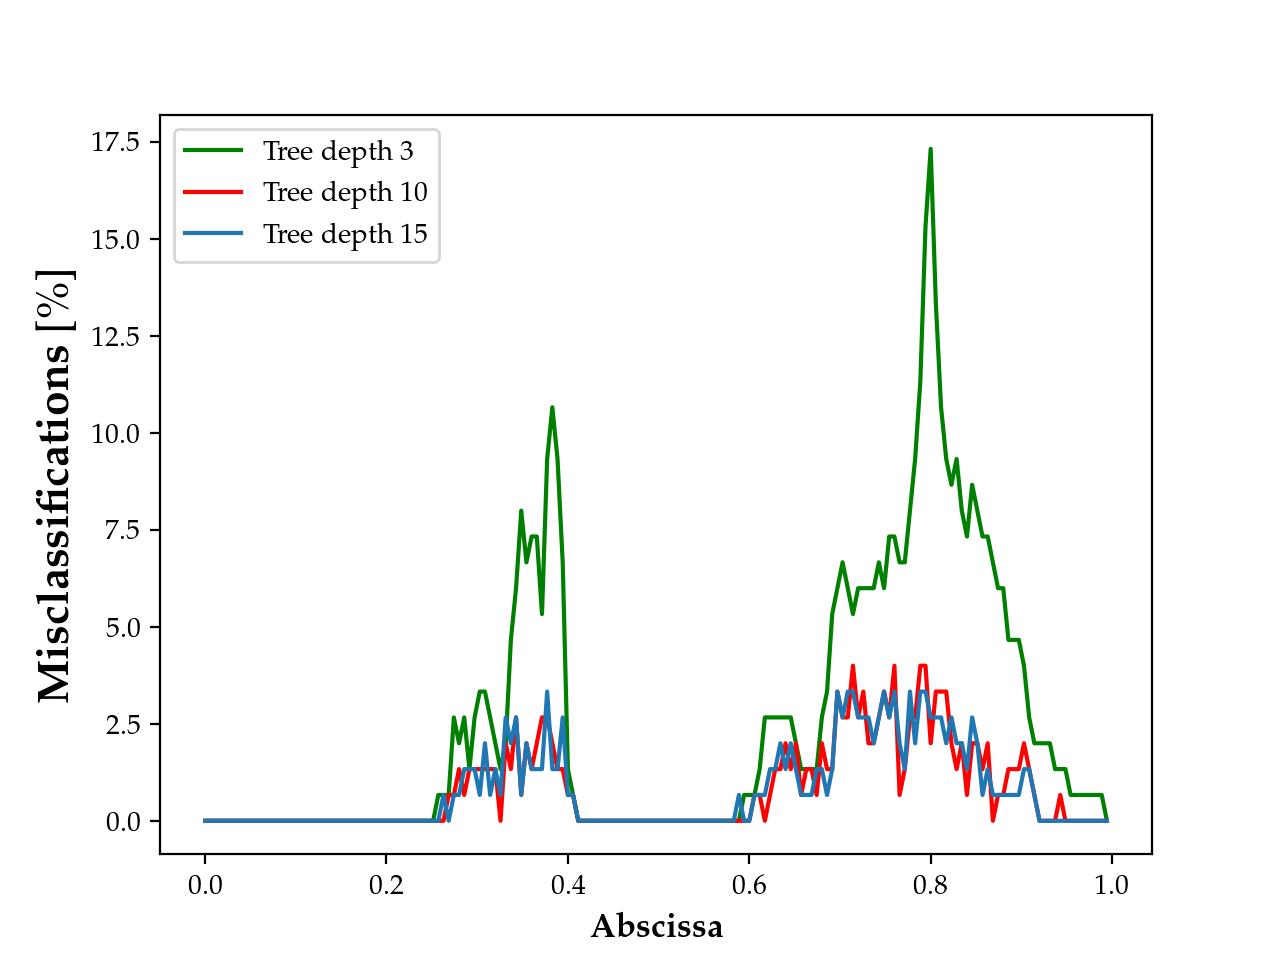 17.5
15.0
12.5
10.0
7.5
5.0
2.5
0.0
Misclassifications [%]
Tree depth 3
Tree depth 10
Tree depth 15
0.0 0.2 0.4 0.6 0.8 1.0
Abscissa